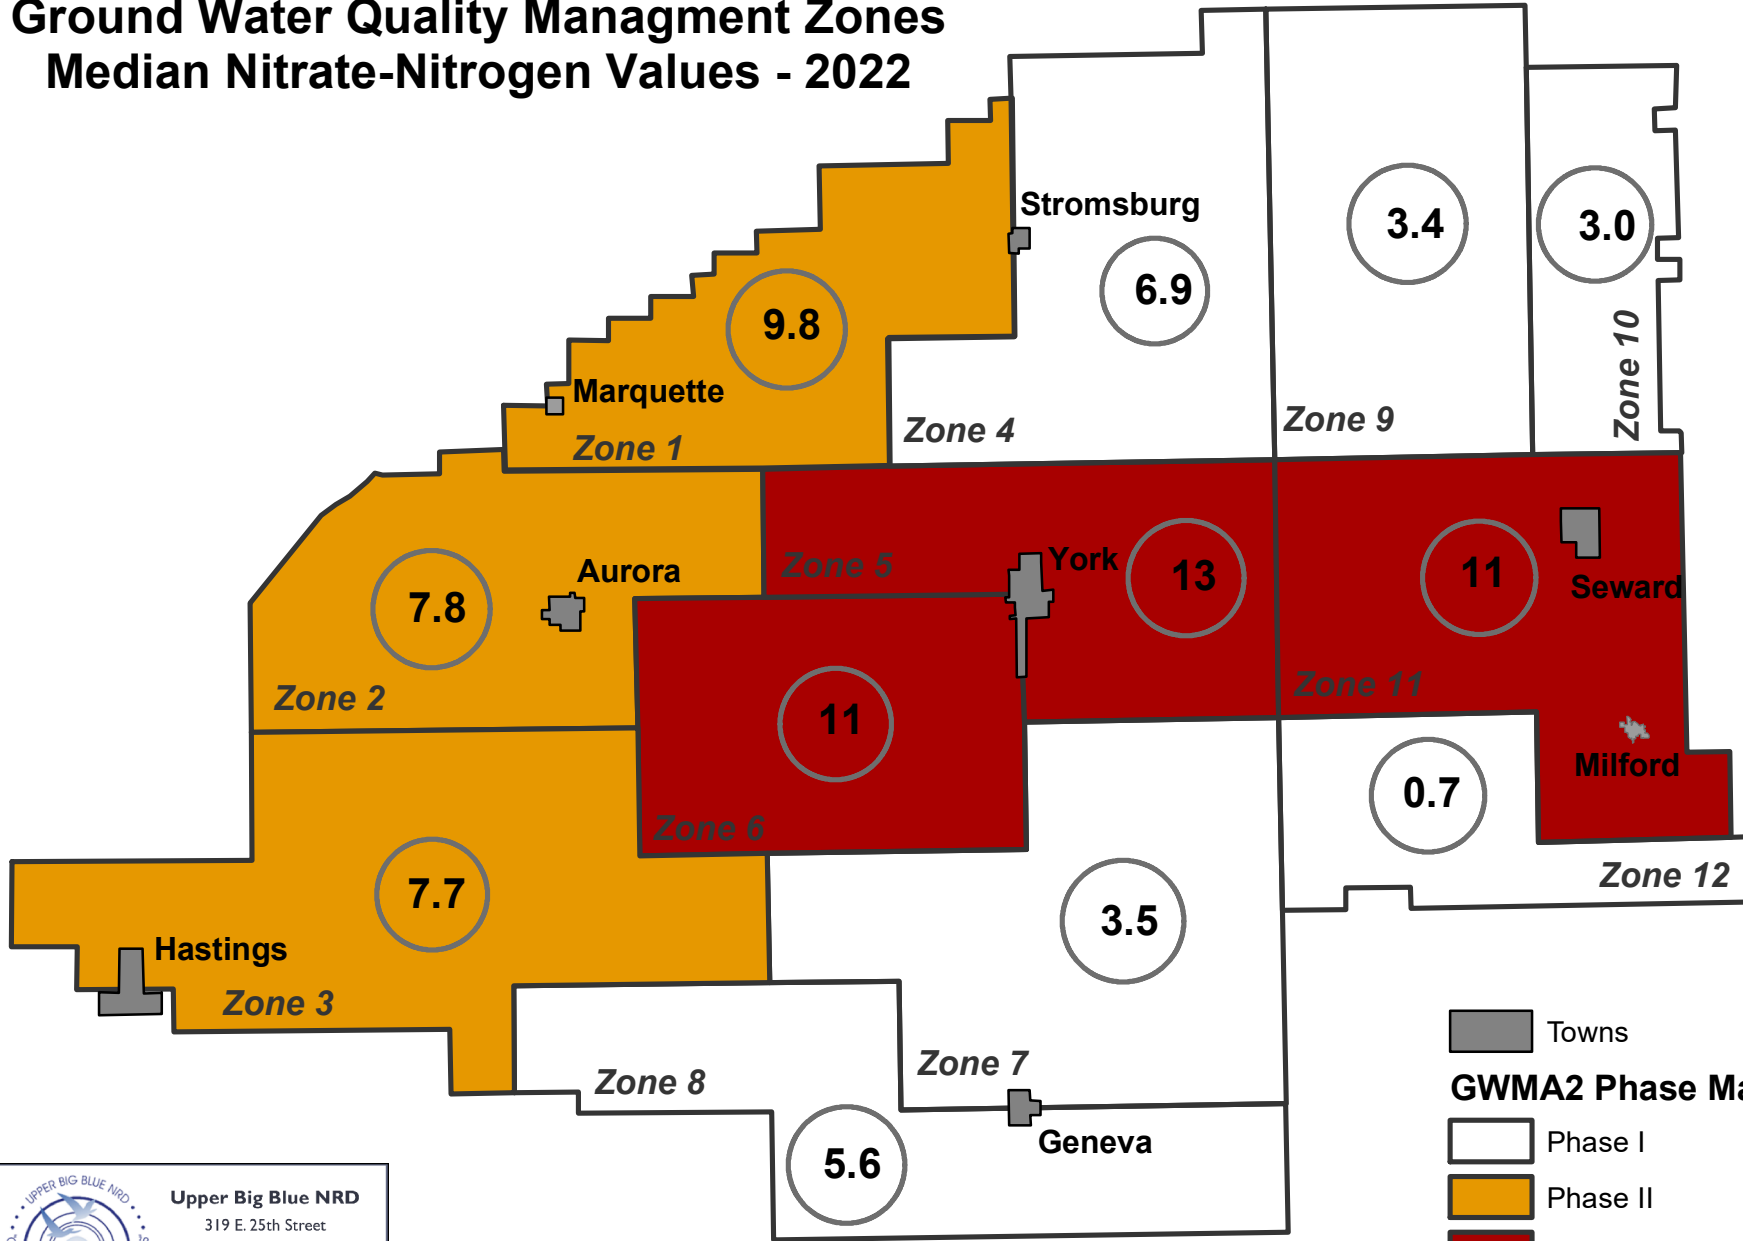 Ground Water Quality Managment Zones
Median Nitrate-Nitrogen Values - 2022
Stromsburg
3.4
3.0
6.9
9.8
Zone 10
Marquette
Zone 1
Zone 4
Zone 9
Aurora
Zone 5
York
13
11
Seward
7.8
Zone 2
Zone 11
11
Milford
0.7
Zone 6
Zone 12
7.7
3.5
Hastings
Zone 3
Zone 8
Zone 7
Geneva
5.6
Towns
GWMA2 Phase Ma
Phase I
Phase II
UPPER BIG BLUE NRD
Upper Big Blue NRD
319 E. 25th Street